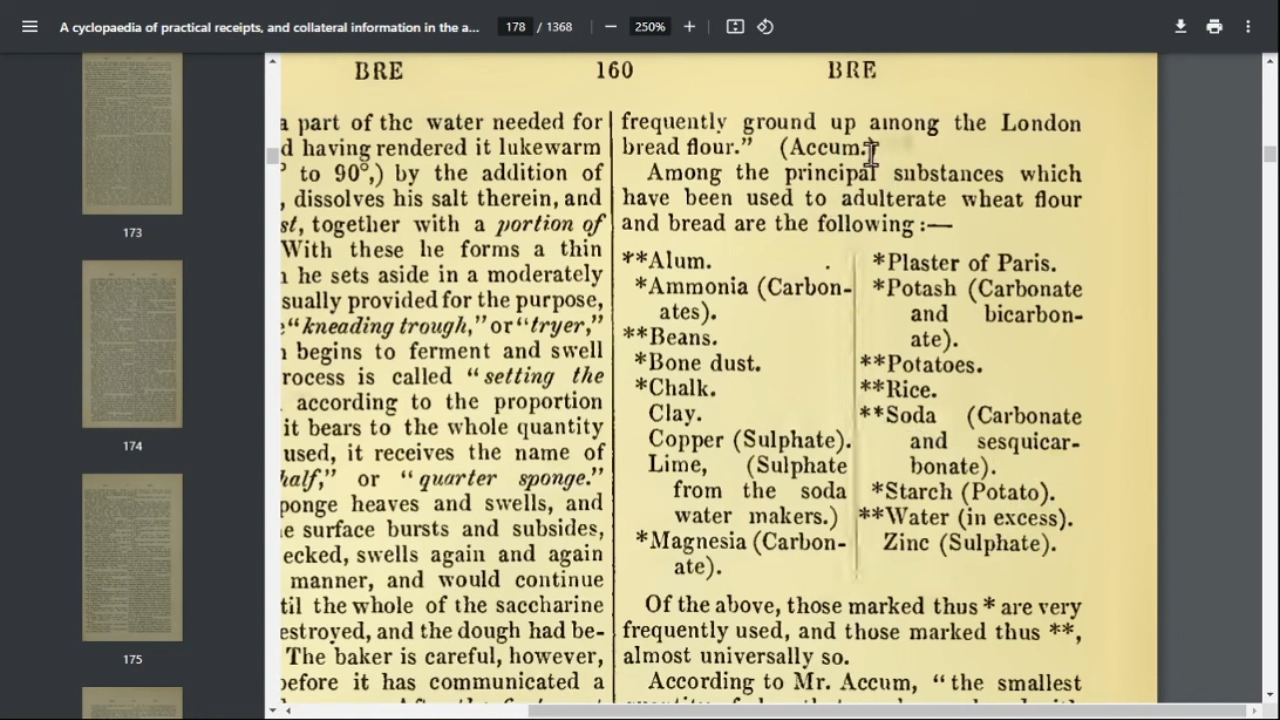 A cyclopaedia of practical receipts, and collateral information in the a...
178 / 1368
250%
173
174
175
BRE 160 BRE
a part of the water needed for
d having rendered it lukewarm
° to 90°,) by the addition of
, dissolves his salt therein, and
st, together with a portion of
With these he forms a thin
he sets aside in a moderately
sually provided for the purpose,
e "kneading trough," or "tryer,"
begins to ferment and swell
rocess is called "setting the
according to the proportion
it bears to the whole quantity
used, it receives the name of
half," or "quarter sponge."
ponge heaves and swells, and
e surface bursts and subsides,
ecked, swells again and again
manner, and would continue
til the whole of the saccharine
estroyed, and the dough had be-
The baker is careful, however,
before it has communicated a
frequently ground up among the London
bread flour." (Accum.)
Among the principal substances which
have been used to adulterate wheat flour
and bread are the following:—
**Alum.
*Ammonia (Carbon-
ates).
**Beans.
*Bone dust.
*Chalk.
Clay.
Copper (Sulphate).
Lime, (Sulphate
from the soda
water makers.)
*Magnesia (Carbon-
ate).
*Plaster of Paris.
*Potash (Carbonate
and bicarbon-
ate).
**Potatoes.
**Rice.
**Soda (Carbonate
and sesquicar-
bonate).
*Starch (Potato).
**Water (in excess).
Zinc (Sulphate).
Of the above, those marked thus * are very
frequently used, and those marked thus **,
almost universally so.
According to Mr. Accum, "the smallest